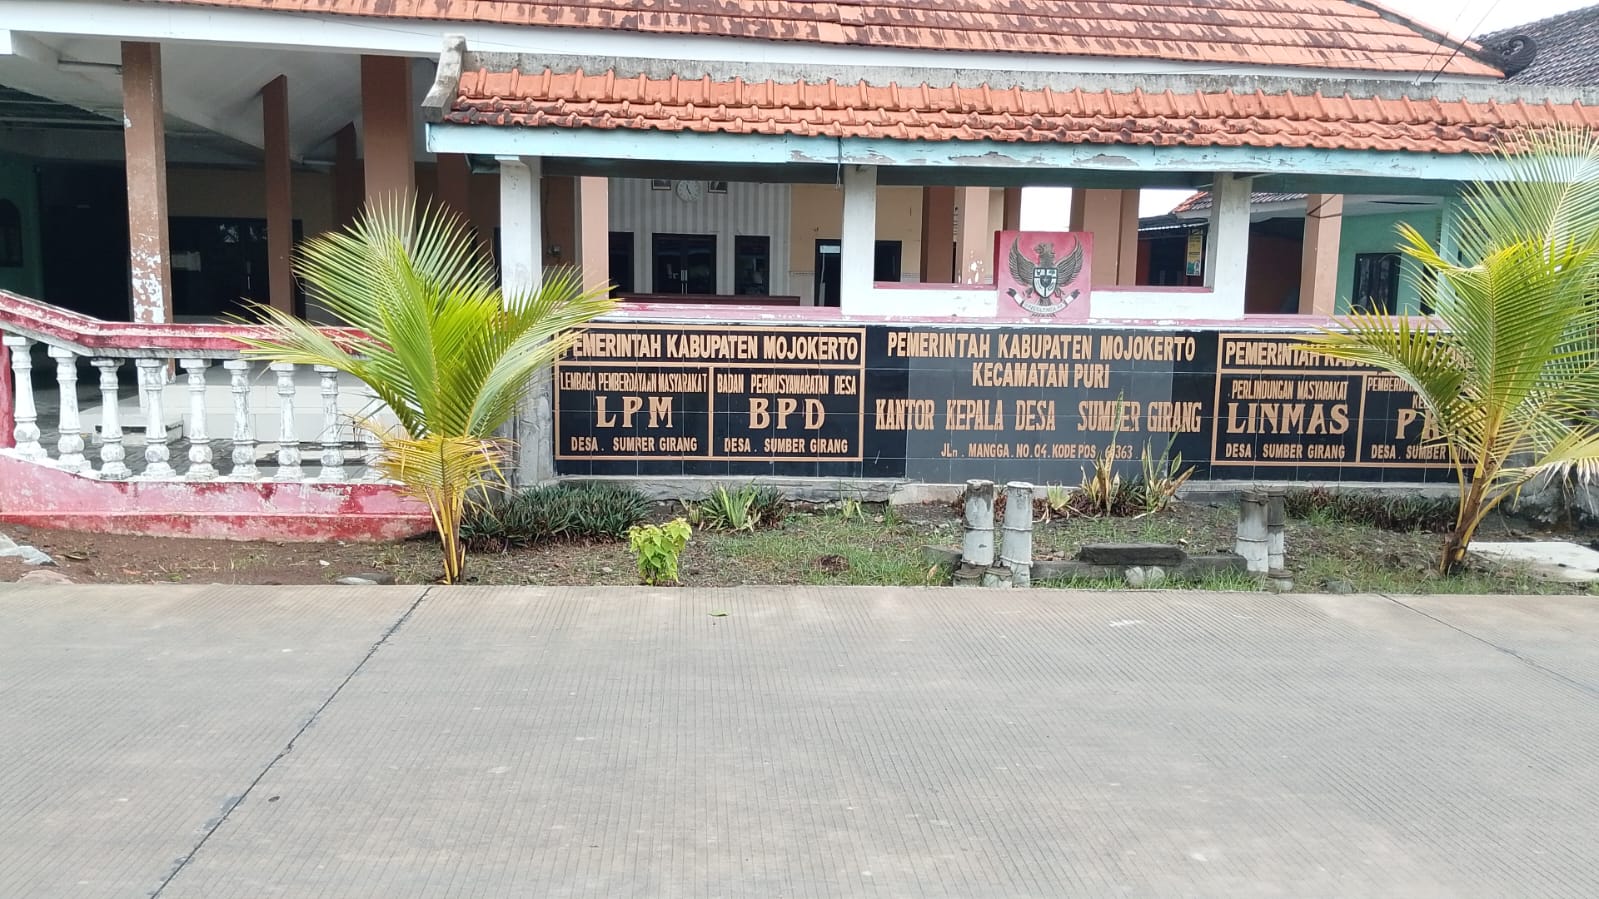 PEMERINTAH KABUPATEN MOJOKERTO
LEMBAGA PEMBERDAYAAN MASYARAKAT
LPM
DESA . SUMBER GIRANG
BADAN PERMUSYAWARATAN DESA
BPD
DESA . SUMBER GIRANG
PEMERINTAH KABUPATEN MOJOKERTO
KECAMATAN PURI
KANTOR KEPALA DESA SUMBER GIRANG
JLn . MANGGA . NO. 04. KODE POS .
PEMERINTAH
PERLINDUNGAN MASYARAKAT
LINMAS
DESA . SUMBER GIRANG
DESA . SUMBER